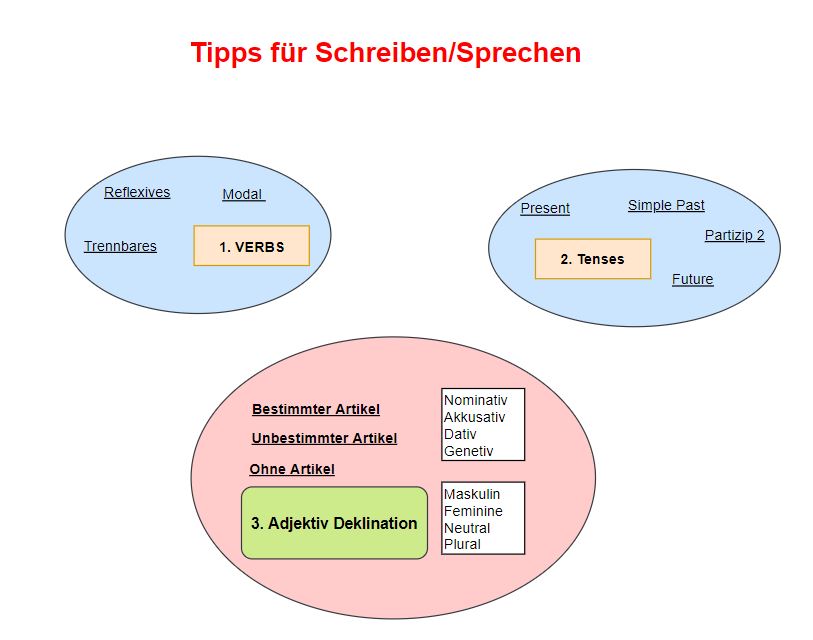 Tipps für Schreiben/Sprechen
Reflexives
Modal
Trennbares
1. VERBS
Present
Simple Past
Partizip 2
2. Tenses
Future
Bestimmter Artikel
Unbestimmter Artikel
Ohne Artikel
3. Adjektiv Deklination
Nominativ
Akkusativ
Dativ
Genetiv
Maskulin
Feminine
Neutral
Plural